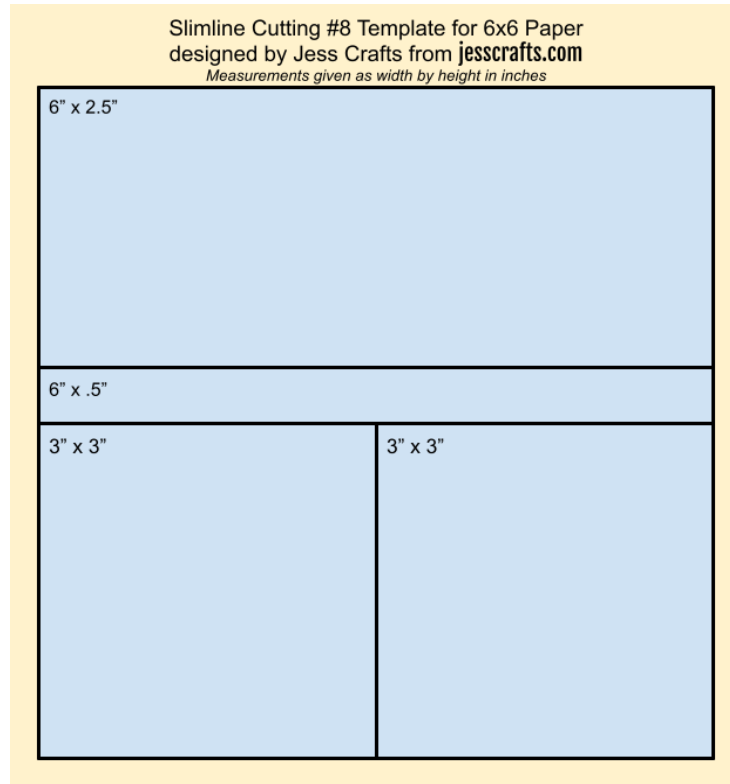 Slimline Cutting #8 Template for 6x6 Paper
designed by Jess Crafts from jesscrafts.com
Measurements given as width by height in inches
6” x 2.5”
6” x .5”
3” x 3”
3” x 3”